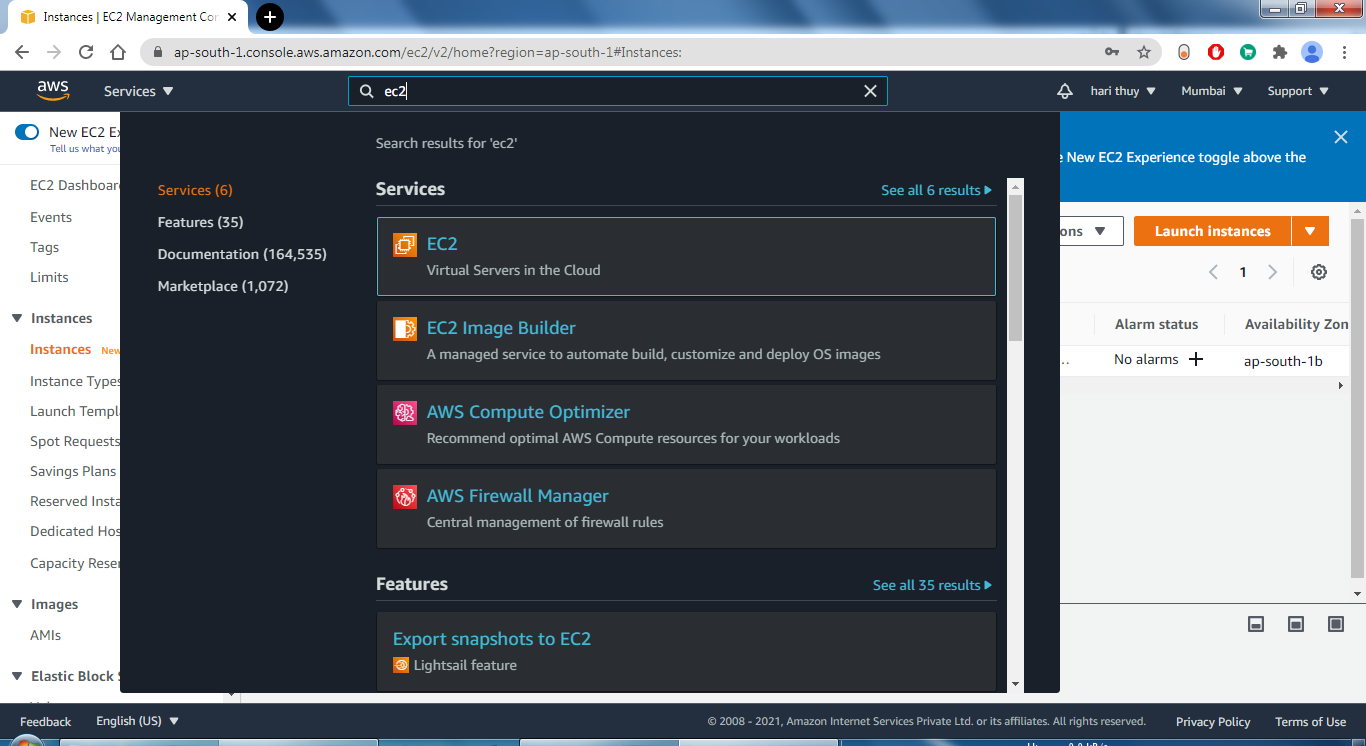 Instances | EC2 Management Cor
ap-south-1.console.aws.amazon.com/ec2/v2/home?region=ap-south-1#Instances:
aws
Services
ec2
hari thuy
Mumbai
Support
New EC2 Ex
Tell us what you
New EC2 Experience toggle above the
EC2 Dashboar
Events
Tags
Limits
Instances
Instances New
Instance Types
Launch Templa
Spot Requests
Savings Plans
Reserved Insta
Dedicated Hos
Capacity Reser
Images
AMIs
Elastic Block S
Search results for 'ec2'
Services (6)
Features (35)
Documentation (164,535)
Marketplace (1,072)
Services
See all 6 results
EC2
Virtual Servers in the Cloud
EC2 Image Builder
A managed service to automate build, customize and deploy OS images
AWS Compute Optimizer
Recommend optimal AWS Compute resources for your workloads
AWS Firewall Manager
Central management of firewall rules
Features
See all 35 results
Export snapshots to EC2
Lightsail feature
ons
Launch instances
1
Alarm status
Availability Zon
No alarms
ap-south-1b
Feedback
English (US)
© 2008 - 2021, Amazon Internet Services Private Ltd. or its affiliates. All rights reserved.
Privacy Policy
Terms of Use